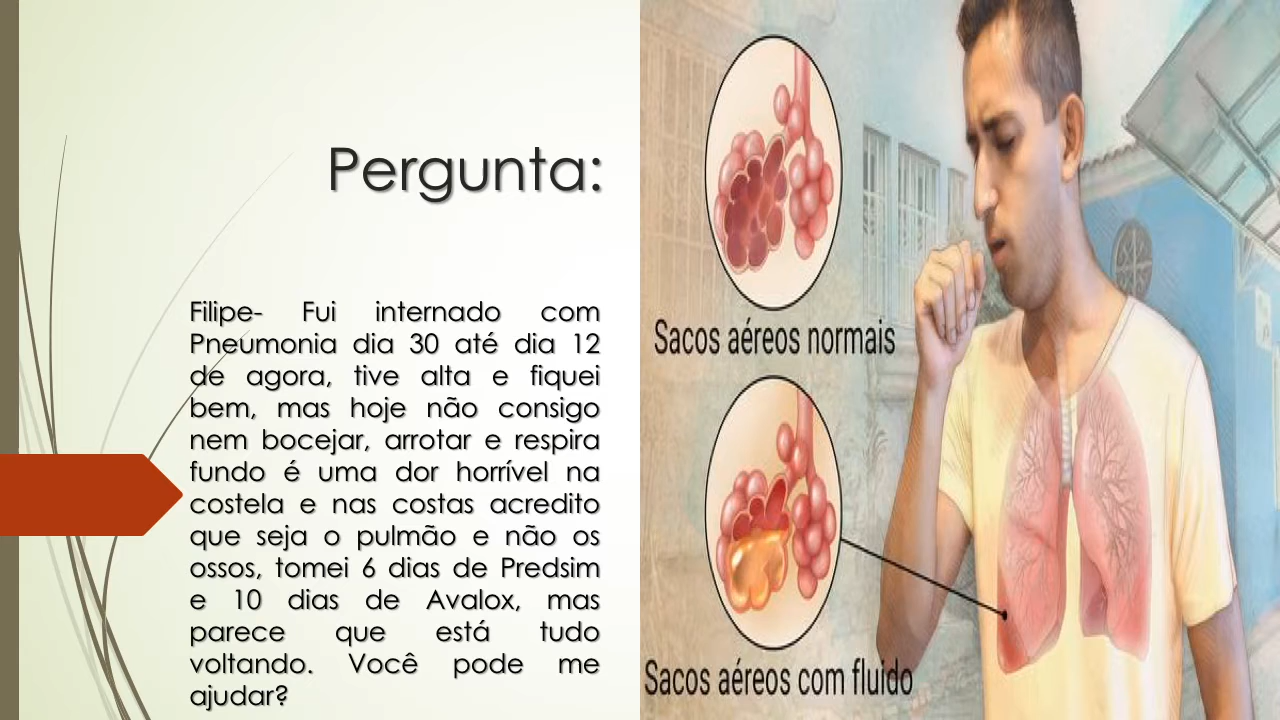 Pergunta:
Filipe- Fui internado com
Pneumonia dia 30 até dia 12
de agora, tive alta e fiquei
bem, mas hoje não consigo
nem bocejar, arrotar e respira
fundo é uma dor horrível na
costela e nas costas acredito
que seja o pulmão e não os
ossos, tomei 6 dias de Predsim
e 10 dias de Avalox, mas
parece que está tudo
voltando. Você pode me
ajudar?
Sacos aéreos normais
Sacos aéreos com fluido